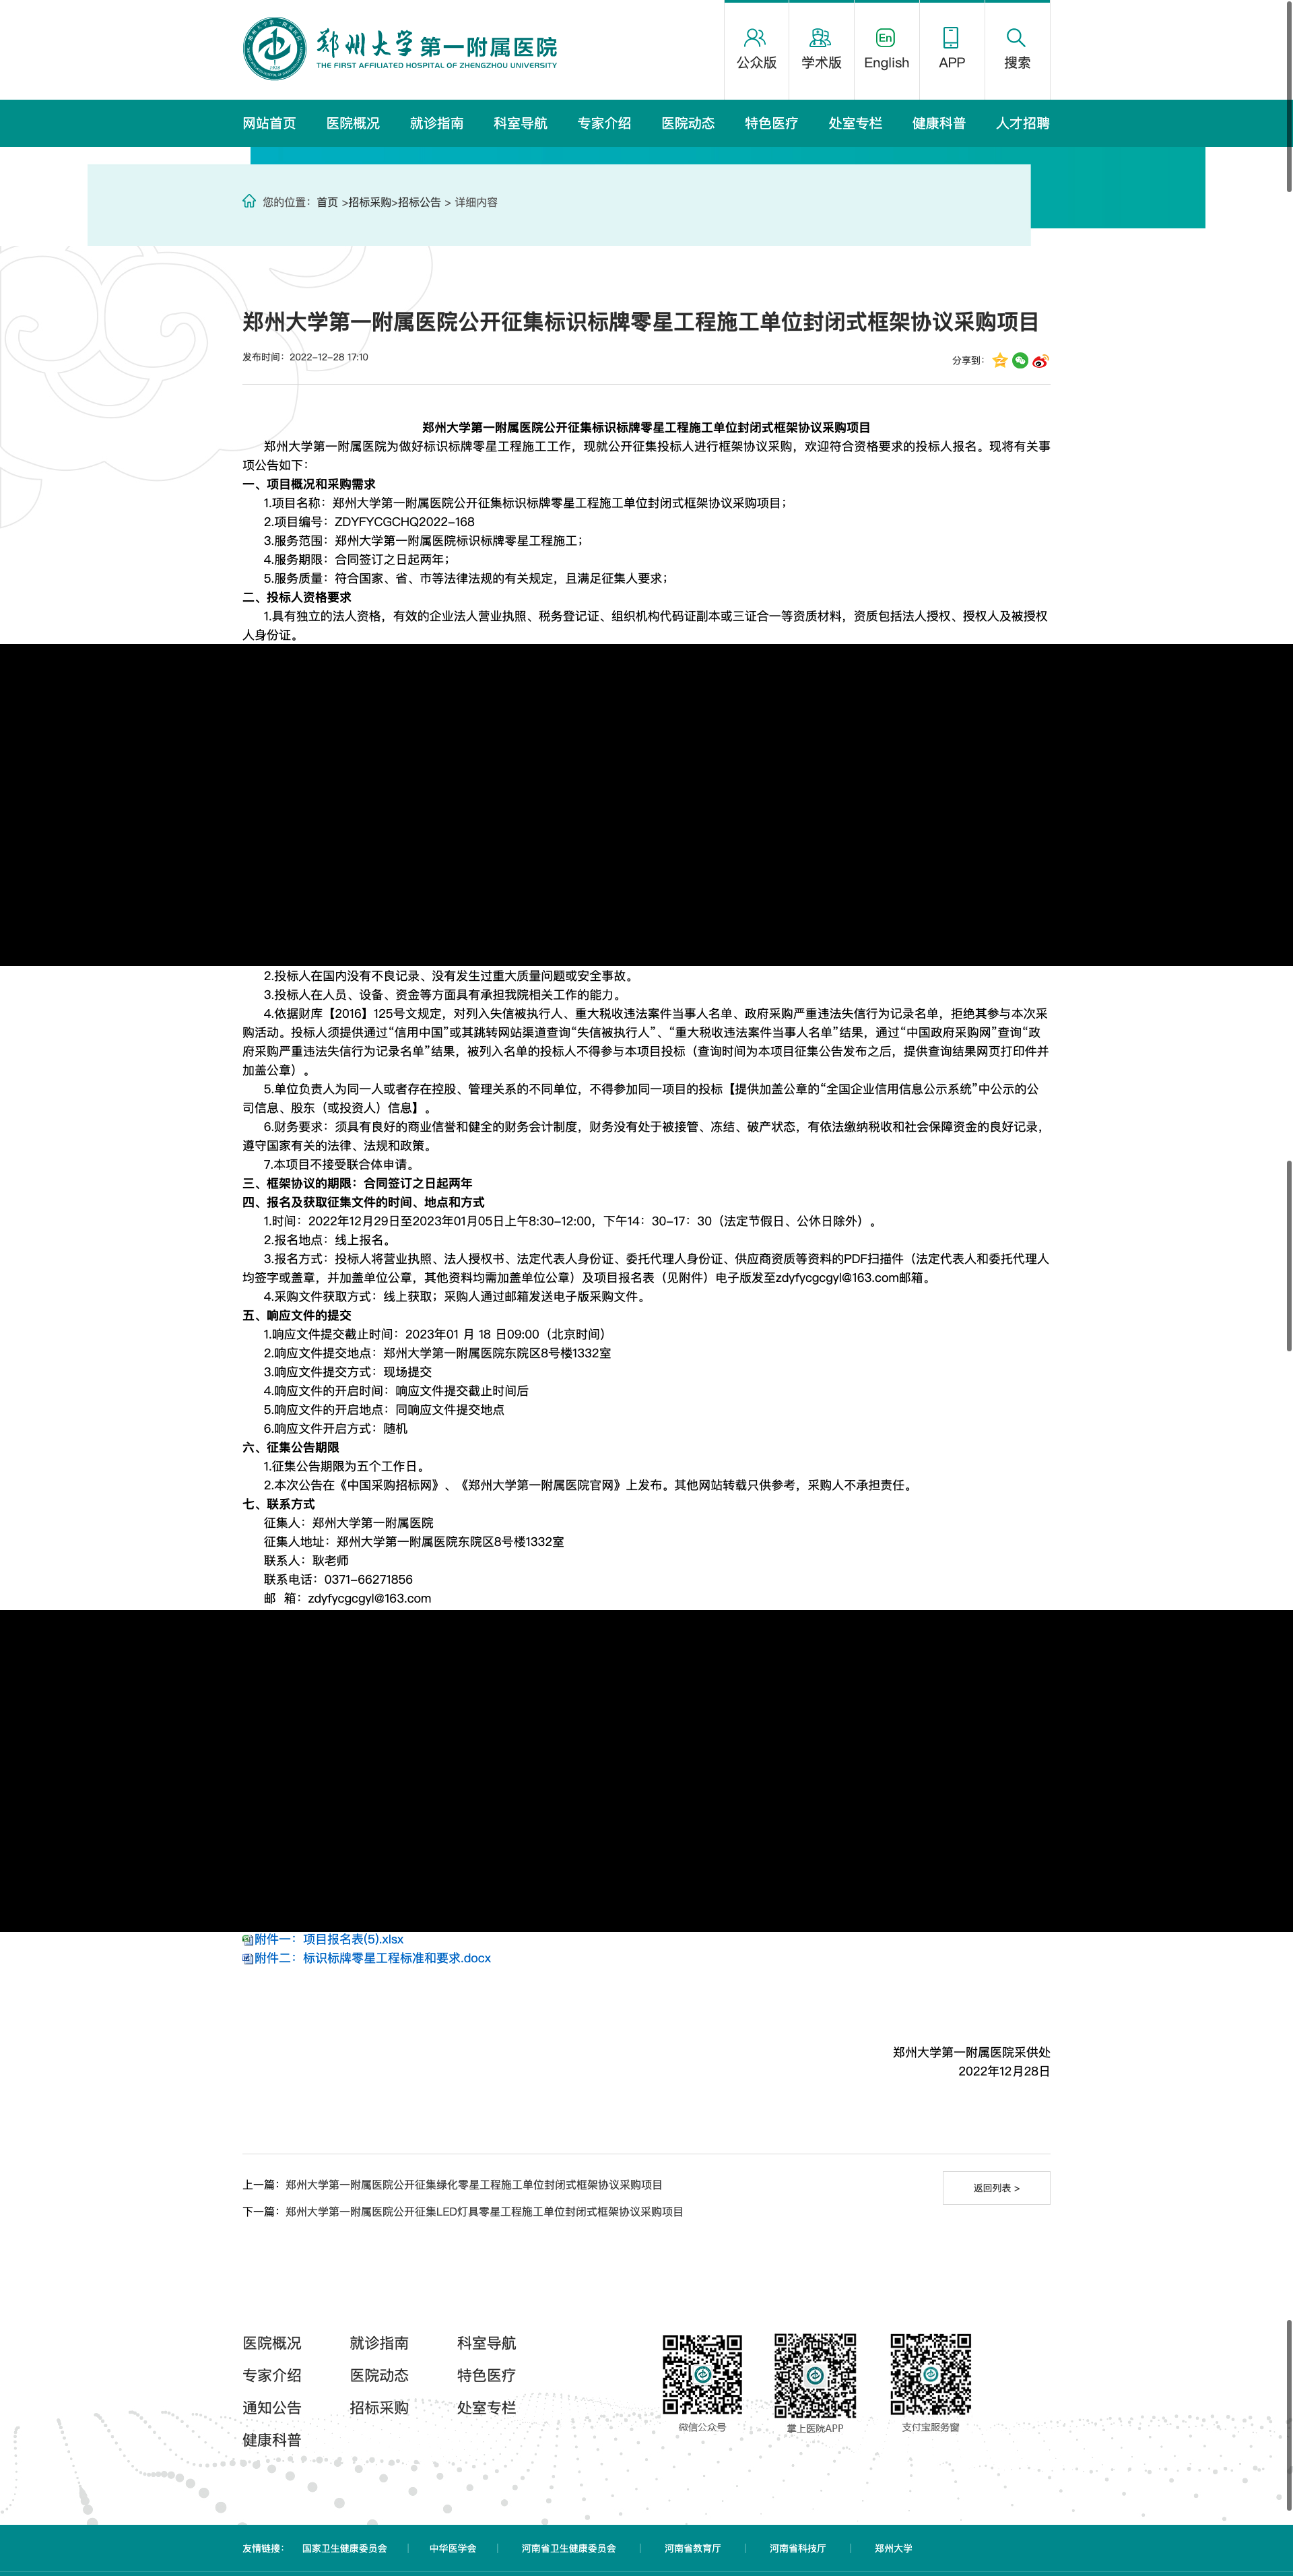 郑州大学第一附属医院
THE FIRST AFFILIATED HOSPITAL OF ZHENGZHOU UNIVERSITY
公众版
学术版
En
English
APP
搜索
网站首页 医院概况 就诊指南 科室导航 专家介绍 医院动态 特色医疗 处室专栏 健康科普 人才招聘
您的位置：首页 >招标采购>招标公告 > 详细内容
郑州大学第一附属医院公开征集标识标牌零星工程施工单位封闭式框架协议采购项目
发布时间：2022-12-28 17:10
分享到：
郑州大学第一附属医院公开征集标识标牌零星工程施工单位封闭式框架协议采购项目
郑州大学第一附属医院为做好标识标牌零星工程施工工作，现就公开征集投标人进行框架协议采购，欢迎符合资格要求的投标人报名。现将有关事
项公告如下：
一、项目概况和采购需求
1.项目名称：郑州大学第一附属医院公开征集标识标牌零星工程施工单位封闭式框架协议采购项目；
2.项目编号：ZDYFYCGCHQ2022-168
3.服务范围：郑州大学第一附属医院标识标牌零星工程施工；
4.服务期限：合同签订之日起两年；
5.服务质量：符合国家、省、市等法律法规的有关规定，且满足征集人要求；
二、投标人资格要求
1.具有独立的法人资格，有效的企业法人营业执照、税务登记证、组织机构代码证副本或三证合一等资质材料，资质包括法人授权、授权人及被授权
人身份证。
2.投标人在国内没有不良记录、没有发生过重大质量问题或安全事故。
3.投标人在人员、设备、资金等方面具有承担我院相关工作的能力。
4.依据财库【2016】125号文规定，对列入失信被执行人、重大税收违法案件当事人名单、政府采购严重违法失信行为记录名单，拒绝其参与本次采
购活动。投标人须提供通过“信用中国”或其跳转网站渠道查询“失信被执行人”、“重大税收违法案件当事人名单”结果，通过“中国政府采购网”查询“政
府采购严重违法失信行为记录名单”结果，被列入名单的投标人不得参与本项目投标（查询时间为本项目征集公告发布之后，提供查询结果网页打印件并
加盖公章）。
5.单位负责人为同一人或者存在控股、管理关系的不同单位，不得参加同一项目的投标【提供加盖公章的“全国企业信用信息公示系统”中公示的公
司信息、股东（或投资人）信息】。
6.财务要求：须具有良好的商业信誉和健全的财务会计制度，财务没有处于被接管、冻结、破产状态，有依法缴纳税收和社会保障资金的良好记录，
遵守国家有关的法律、法规和政策。
7.本项目不接受联合体申请。
三、框架协议的期限：合同签订之日起两年
四、报名及获取征集文件的时间、地点和方式
1.时间：2022年12月29日至2023年01月05日上午8:30-12:00，下午14：30-17：30（法定节假日、公休日除外）。
2.报名地点：线上报名。
3.报名方式：投标人将营业执照、法人授权书、法定代表人身份证、委托代理人身份证、供应商资质等资料的PDF扫描件（法定代表人和委托代理人
均签字或盖章，并加盖单位公章，其他资料均需加盖单位公章）及项目报名表（见附件）电子版发至zdyfycgcgyl@163.com邮箱。
4.采购文件获取方式：线上获取；采购人通过邮箱发送电子版采购文件。
五、响应文件的提交
1.响应文件提交截止时间：2023年01 月 18 日09:00（北京时间）
2.响应文件提交地点：郑州大学第一附属医院东院区8号楼1332室
3.响应文件提交方式：现场提交
4.响应文件的开启时间：响应文件提交截止时间后
5.响应文件的开启地点：同响应文件提交地点
6.响应文件开启方式：随机
六、征集公告期限
1.征集公告期限为五个工作日。
2.本次公告在《中国采购招标网》、《郑州大学第一附属医院官网》上发布。其他网站转载只供参考，采购人不承担责任。
七、联系方式
征集人：郑州大学第一附属医院
征集人地址：郑州大学第一附属医院东院区8号楼1332室
联系人：耿老师
联系电话：0371-66271856
邮 箱：zdyfycgcgyl@163.com
附件一：项目报名表(5).xlsx
附件二：标识标牌零星工程标准和要求.docx
郑州大学第一附属医院采供处
2022年12月28日
上一篇：郑州大学第一附属医院公开征集绿化零星工程施工单位封闭式框架协议采购项目
返回列表 >
下一篇：郑州大学第一附属医院公开征集LED灯具零星工程施工单位封闭式框架协议采购项目
医院概况 就诊指南 科室导航
专家介绍 医院动态 特色医疗
通知公告 招标采购 处室专栏
健康科普
微信公众号 掌上医院APP 支付宝服务窗
友情链接： 国家卫生健康委员会 | 中华医学会 | 河南省卫生健康委员会 | 河南省教育厅 | 河南省科技厅 | 郑州大学